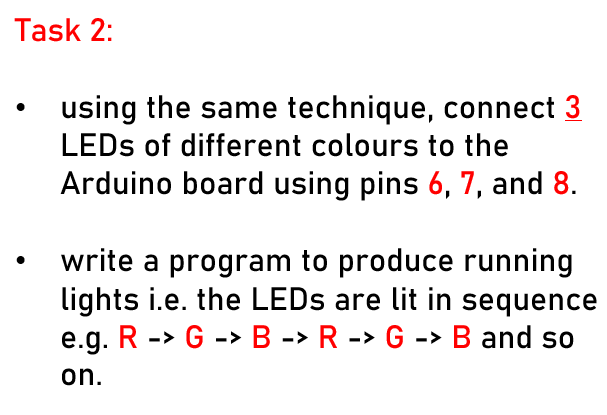 Task 2:
• using the same technique, connect 3
LEDs of different colours to the
Arduino board using pins 6, 7, and 8.
• write a program to produce running
lights i.e. the LEDs are lit in sequence
e.g. R -> G -> B -> R -> G -> B and so
on.